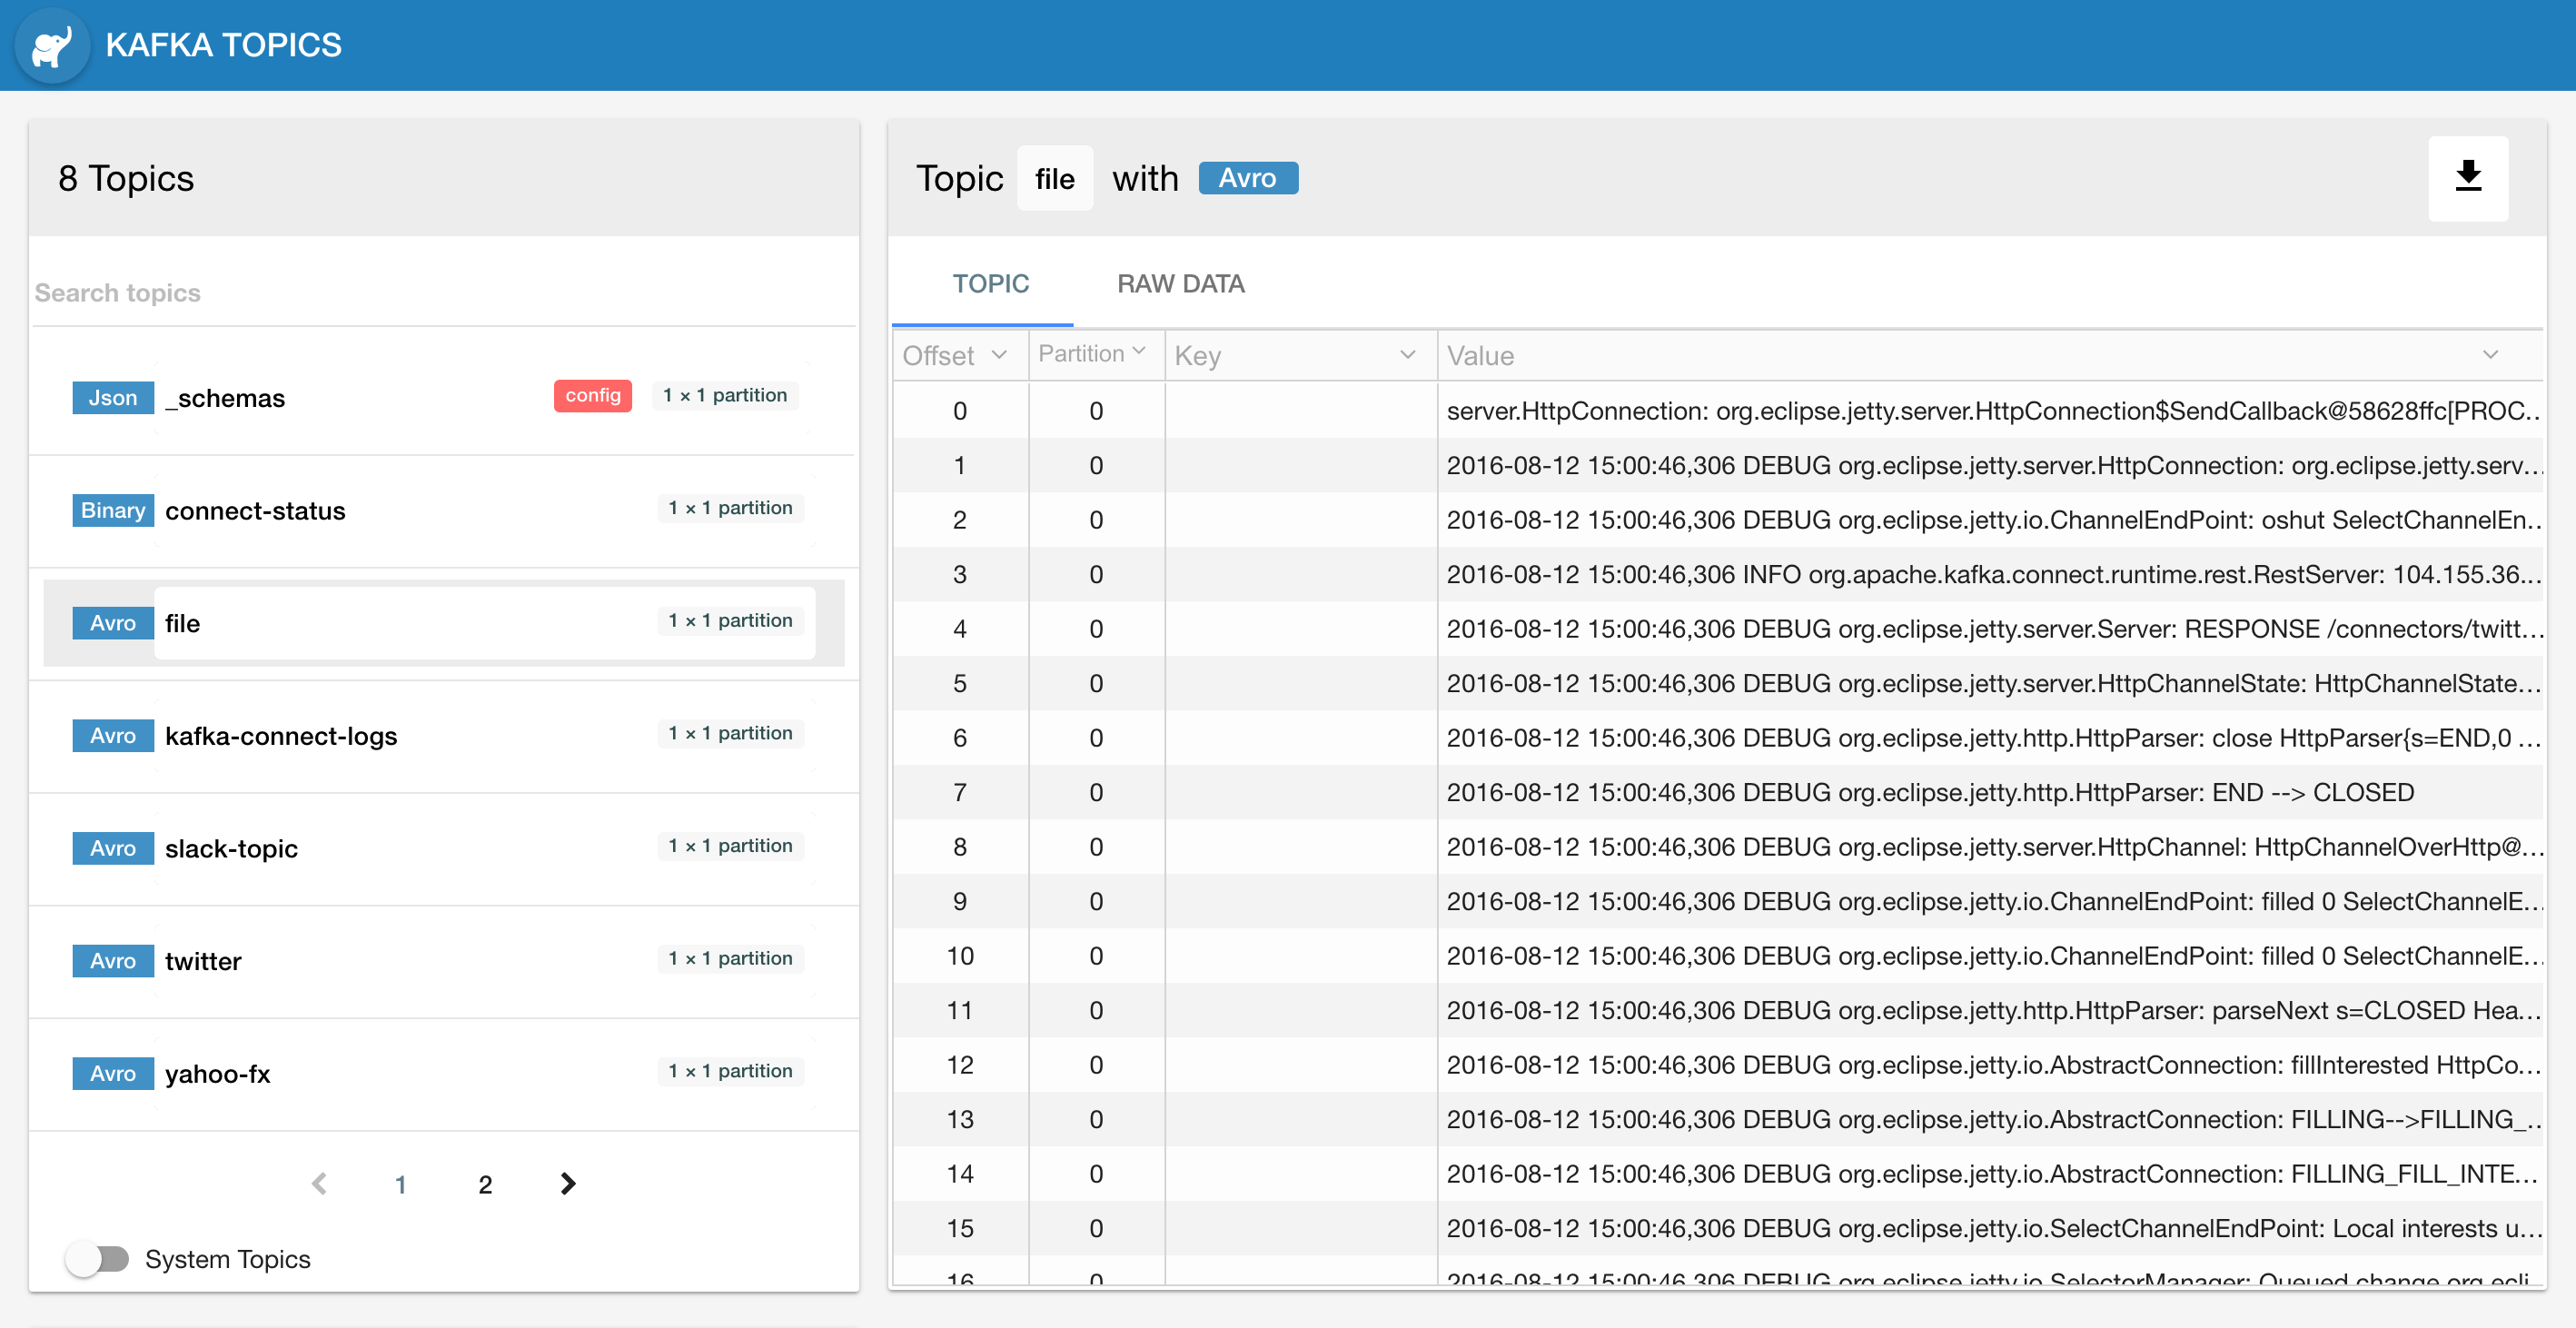 KAFKA TOPICS
8 Topics
Search topics
Json _schemas config 1 × 1 partition
Binary connect-status 1 × 1 partition
Avro file 1 × 1 partition
Avro kafka-connect-logs 1 × 1 partition
Avro slack-topic 1 × 1 partition
Avro twitter 1 × 1 partition
Avro yahoo-fx 1 × 1 partition
1 2
System Topics
Topic file with Avro
TOPIC RAW DATA
Offset Partition Key Value
0 0 server.HttpConnection: org.eclipse.jetty.server.HttpConnection$SendCallback@58628ffc[PROC...
1 0 2016-08-12 15:00:46,306 DEBUG org.eclipse.jetty.server.HttpConnection: org.eclipse.jetty.serv...
2 0 2016-08-12 15:00:46,306 DEBUG org.eclipse.jetty.io.ChannelEndPoint: oshut SelectChannelEn...
3 0 2016-08-12 15:00:46,306 INFO org.apache.kafka.connect.runtime.rest.RestServer: 104.155.36...
4 0 2016-08-12 15:00:46,306 DEBUG org.eclipse.jetty.server.Server: RESPONSE /connectors/twitt...
5 0 2016-08-12 15:00:46,306 DEBUG org.eclipse.jetty.server.HttpChannelState: HttpChannelState...
6 0 2016-08-12 15:00:46,306 DEBUG org.eclipse.jetty.http.HttpParser: close HttpParser{s=END,0 ...
7 0 2016-08-12 15:00:46,306 DEBUG org.eclipse.jetty.http.HttpParser: END --> CLOSED
8 0 2016-08-12 15:00:46,306 DEBUG org.eclipse.jetty.server.HttpChannel: HttpChannelOverHttp@...
9 0 2016-08-12 15:00:46,306 DEBUG org.eclipse.jetty.io.ChannelEndPoint: filled 0 SelectChannelE...
10 0 2016-08-12 15:00:46,306 DEBUG org.eclipse.jetty.io.ChannelEndPoint: filled 0 SelectChannelE...
11 0 2016-08-12 15:00:46,306 DEBUG org.eclipse.jetty.http.HttpParser: parseNext s=CLOSED Hea...
12 0 2016-08-12 15:00:46,306 DEBUG org.eclipse.jetty.io.AbstractConnection: fillInterested HttpCo...
13 0 2016-08-12 15:00:46,306 DEBUG org.eclipse.jetty.io.AbstractConnection: FILLING-->FILLING_...
14 0 2016-08-12 15:00:46,306 DEBUG org.eclipse.jetty.io.AbstractConnection: FILLING_FILL_INTE...
15 0 2016-08-12 15:00:46,306 DEBUG org.eclipse.jetty.io.SelectChannelEndPoint: Local interests u...
16 0 2016-08-12 15:00:46,306 DEBUG org.eclipse.jetty.io.SelectorManager: Queued change org.ecli...